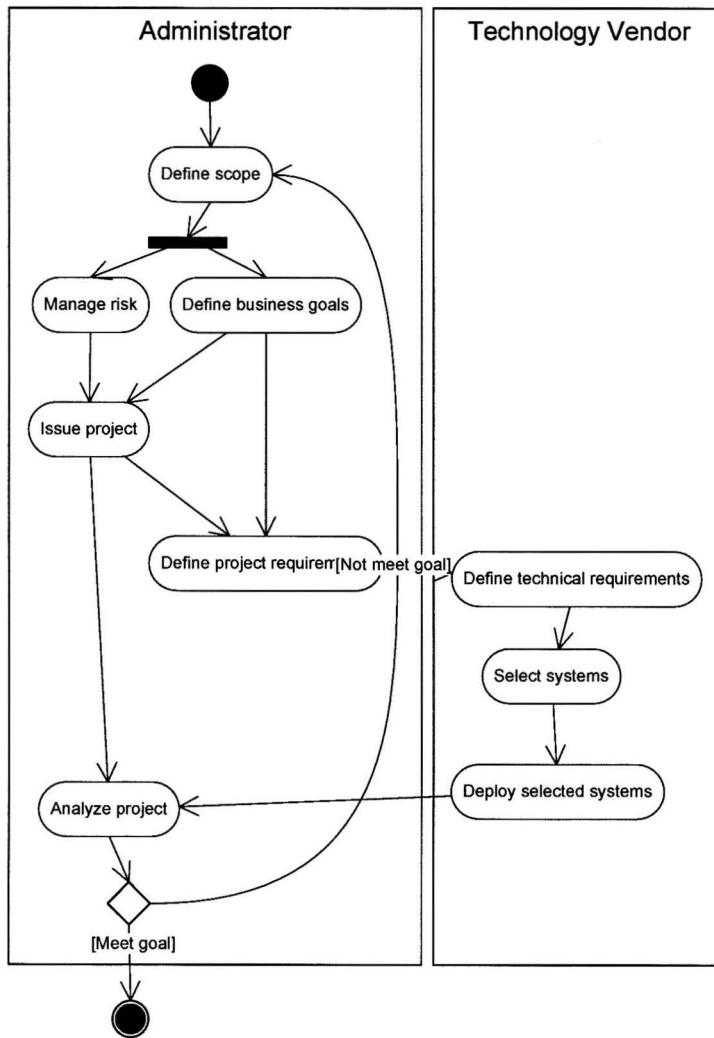 Administrator
Technology Vendor
Define scope
Manage risk
Define business goals
Issue project
Define project
[Not meet goal]
Define technical requirements
Select systems
Deploy selected systems
Analyze project
[Meet goal]